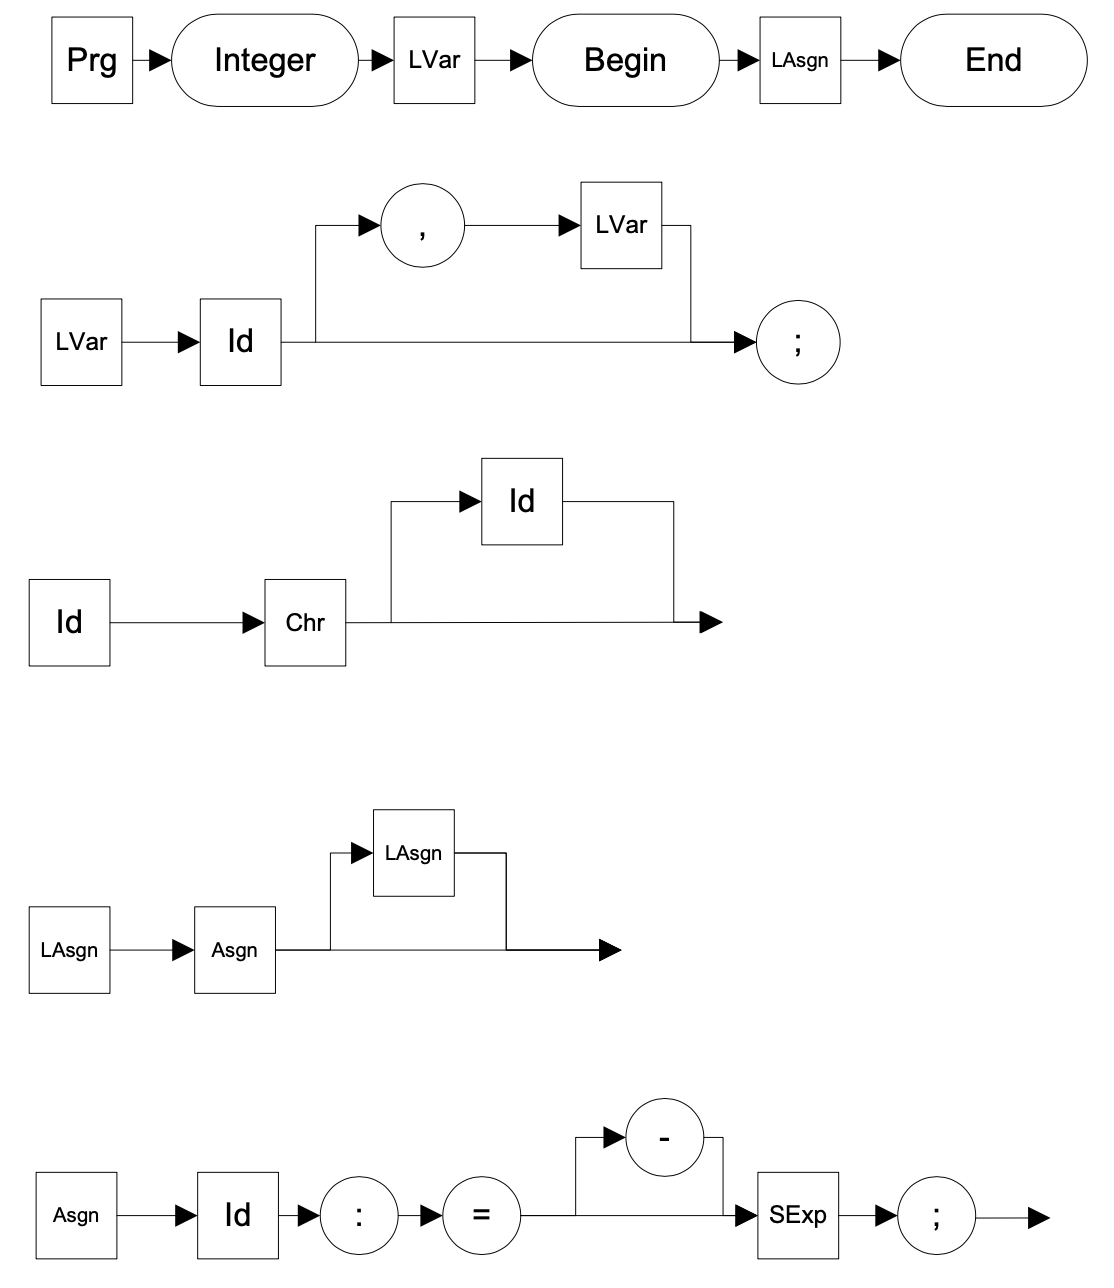 Prg Integer LVar Begin LAsgn End
, LVar
LVar Id ;
Id
Id Chr
LAsgn
LAsgn Asgn
-
Asgn Id : = SExp ;